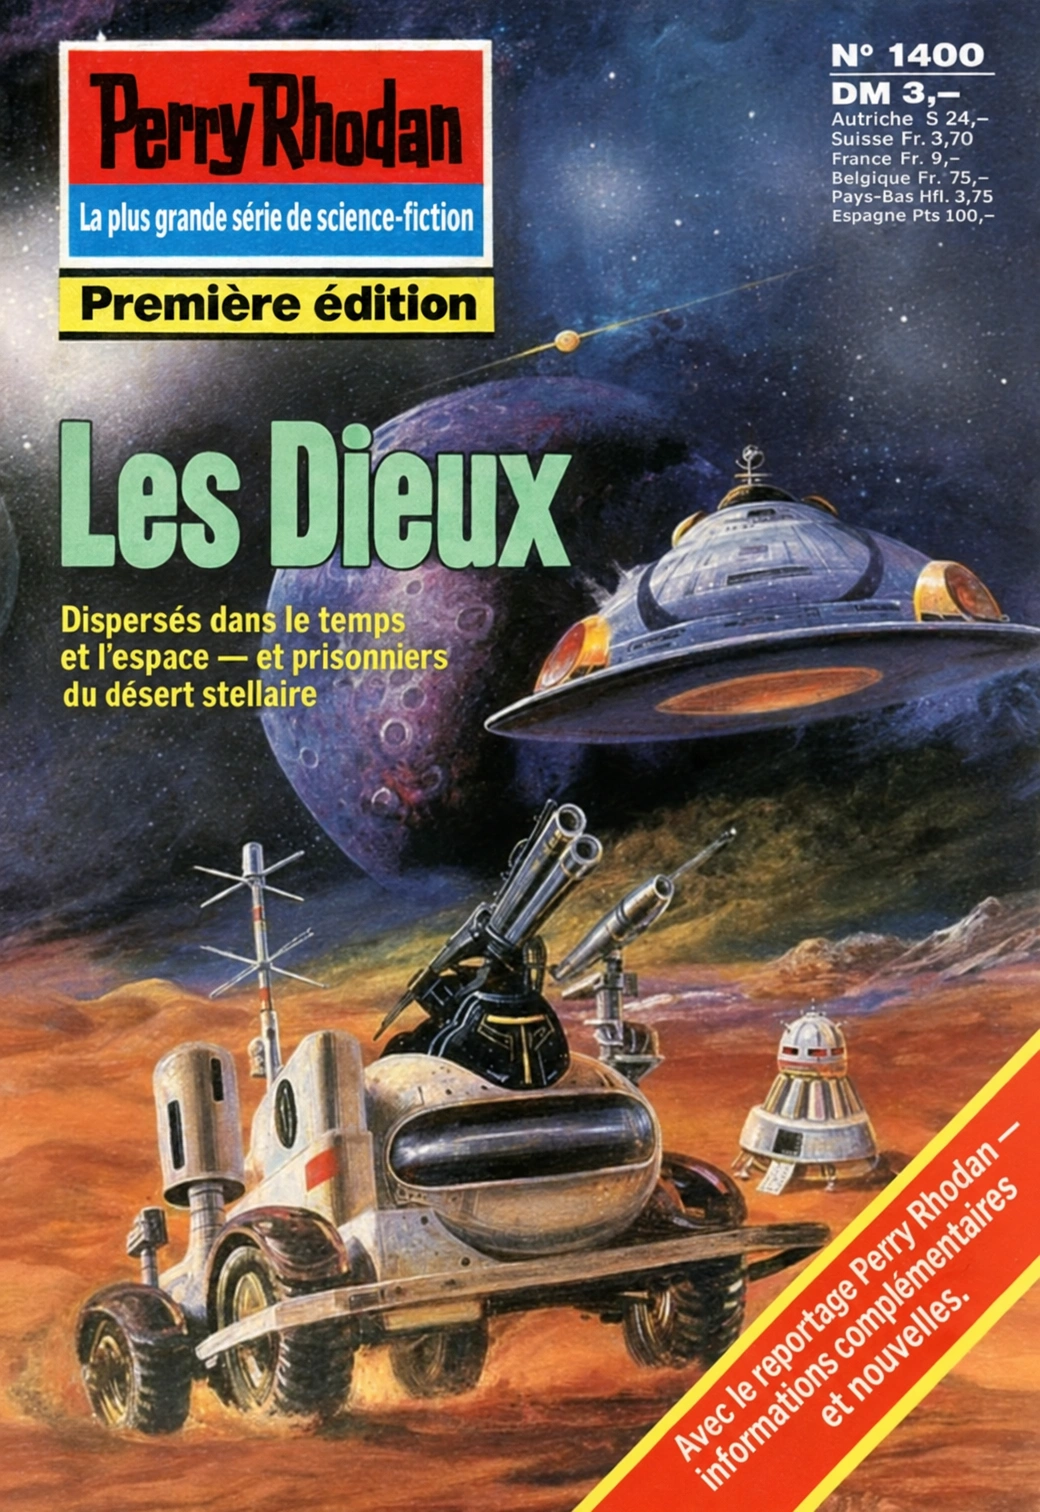 Perry Rhodan
La plus grande série de science-fiction
Première édition
N° 1400
DM 3,–
Autriche S 24,–
Suisse Fr. 3,70
France Fr. 9,–
Belgique Fr. 75,–
Pays-Bas Hfl. 3,75
Espagne Pts 100,–
Les Dieux
Dispersés dans le temps
et l'espace — et prisonniers
du désert stellaire
Avec le reportage Perry Rhodan —
informations complémentaires
et nouvelles.